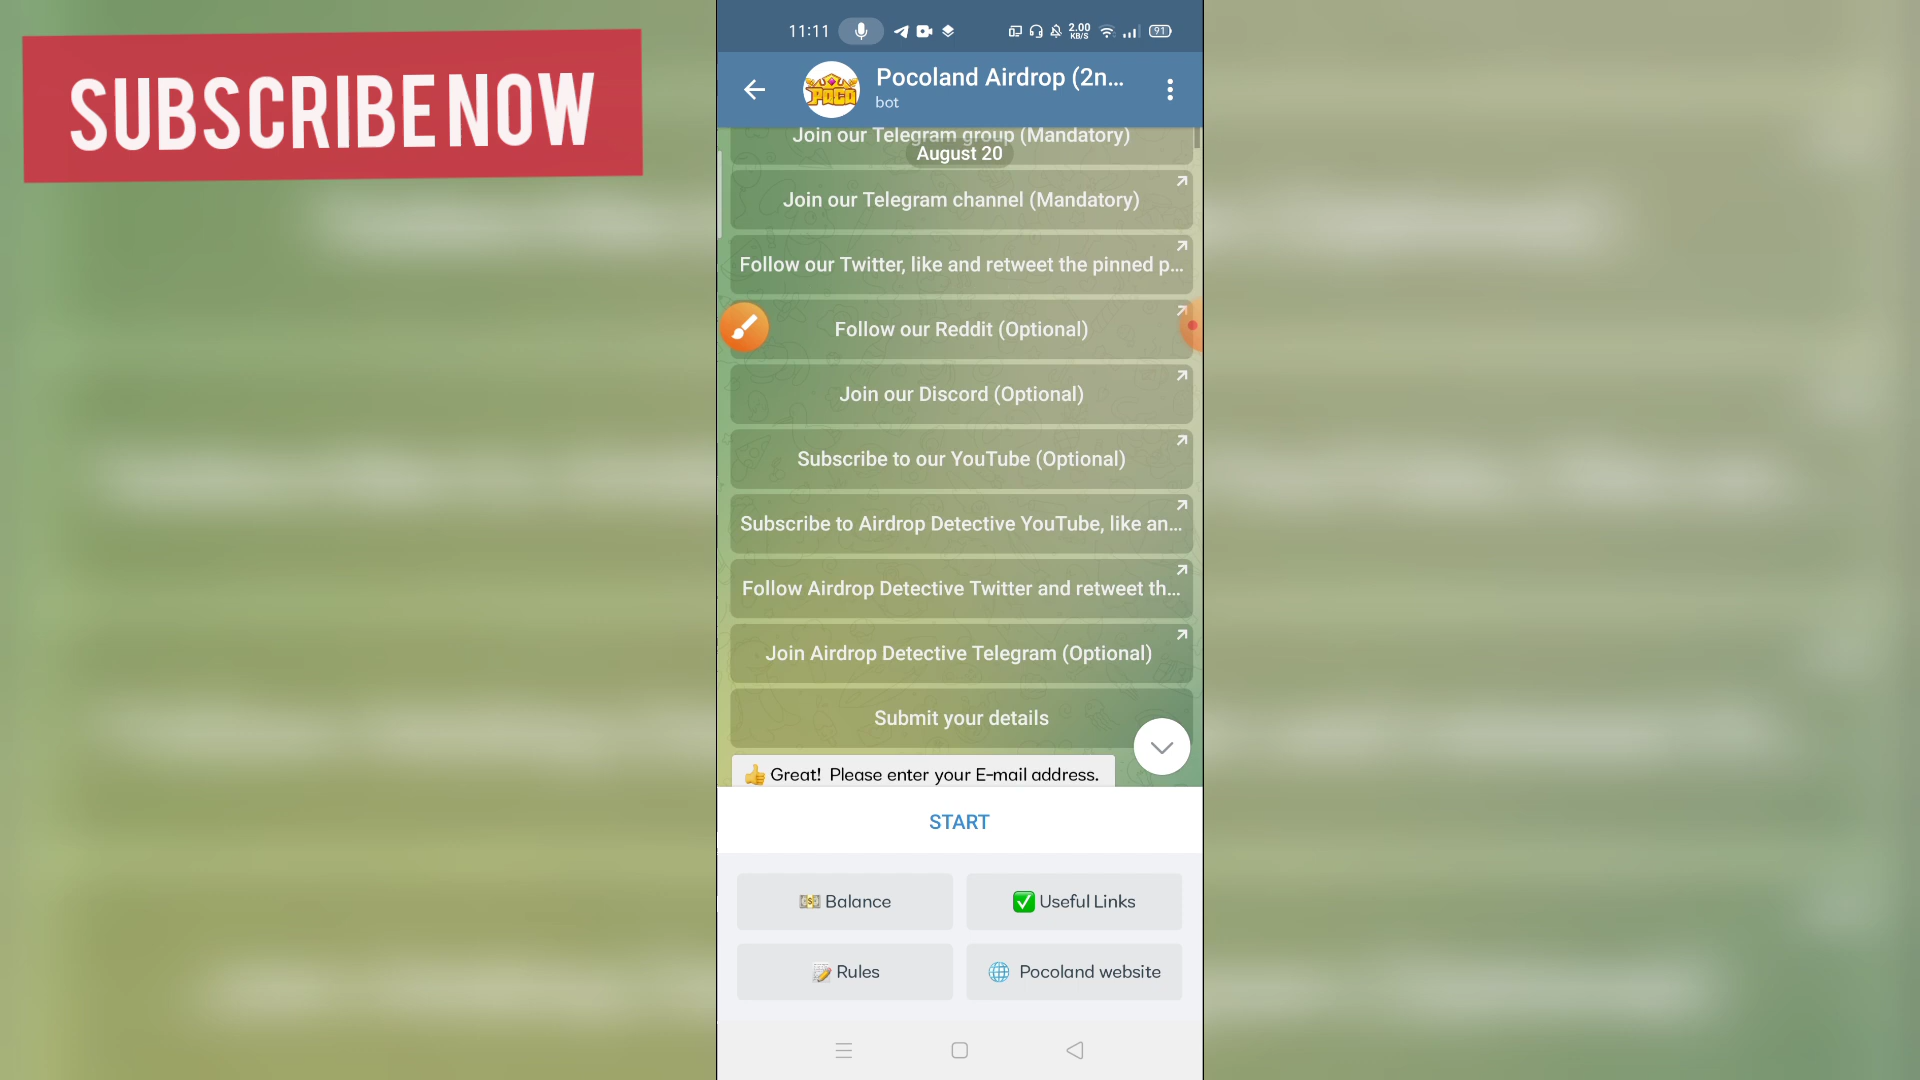 SUBSCRIBE NOW
11:11
2.00
KB/S
91
POCO
Pocoland Airdrop (2n...
bot
Join our Telegram group (Mandatory)
August 20
Join our Telegram channel (Mandatory)
Follow our Twitter, like and retweet the pinned p...
Follow our Reddit (Optional)
Join our Discord (Optional)
Subscribe to our YouTube (Optional)
Subscribe to Airdrop Detective YouTube, like an...
Follow Airdrop Detective Twitter and retweet th...
Join Airdrop Detective Telegram (Optional)
Submit your details
👍 Great! Please enter your E-mail address.
START
💵 Balance
✅ Useful Links
📝 Rules
🌐 Pocoland website